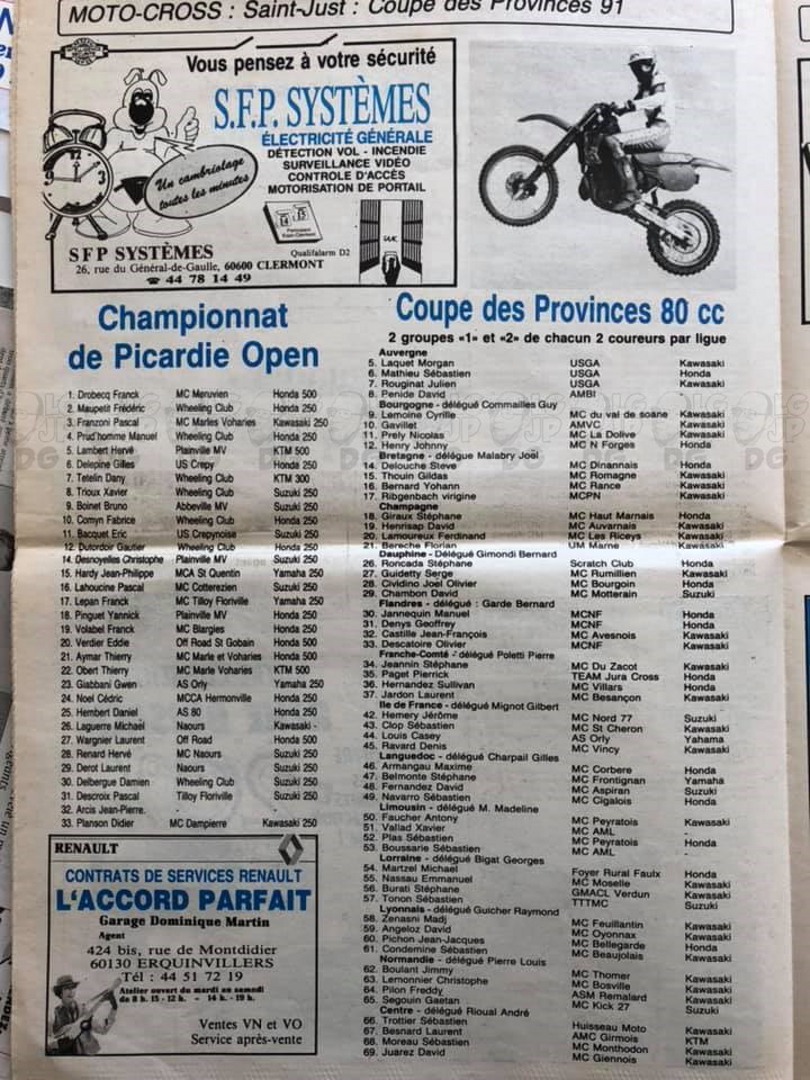 MOTO-CROSS : Saint-Just : Coupe des Provinces 91
Vous pensez à votre sécurité
S.F.P. SYSTÈMES
ÉLECTRICITÉ GÉNÉRALE
DÉTECTION VOL - INCENDIE
SURVEILLANCE VIDÉO
CONTROLE D'ACCÈS
MOTORISATION DE PORTAIL
Un cambriolage
toutes les minutes
SFP SYSTÈMES
Qualifalarm D2
26, rue du Général-de-Gaulle, 60600 CLERMONT
☎ 44 78 14 49
Championnat
de Picardie Open
1. Drobecq Franck MC Meruvien Honda 500
2. Maupetit Frédéric Wheeling Club Honda 250
3. Franzoni Pascal MC Marles Voharies Kawasaki 250
4. Prud'homme Manuel Wheeling Club Honda 250
5. Lambert Hervé Plainville MV KTM 500
6. Delepine Gilles US Crepy Honda 250
7. Tetelin Dany Wheeling Club KTM 300
8. Trioux Xavier Wheeling Club Suzuki 250
9. Boinet Bruno Abbeville MV Suzuki 250
10. Comyn Fabrice Wheeling Club Honda 250
11. Bacquet Eric US Crepynoise Suzuki 250
12. Dutordoir Gautier Wheeling Club Honda 250
14. Desnoyelles Christophe Plainville MV Suzuki 250
15. Hardy Jean-Philippe MCA St Quentin Yamaha 250
16. Lahoucine Pascal MC Cotterezien Suzuki 250
17. Lepan Franck MC Tilloy Floriville Yamaha 250
18. Pinguet Yannick Plainville MV Honda 250
19. Volabel Franck MC Blargies Honda 250
20. Verdier Eddie Off Road St Gobain Honda 500
21. Aymar Thierry MC Marle et Voharies Honda 500
22. Obert Thierry MC Marle Voharies KTM 500
23. Giabbani Gwen AS Orly Yamaha 250
24. Noel Cédric MCCA Hermonville Honda 250
25. Hembert Daniel AS 80 Honda 250
26. Laguerre Michael Naours Kawasaki -
27. Wargnier Laurent Off Road Honda 500
28. Renard Hervé MC Naours Suzuki 250
29. Derot Laurent Naours Suzuki 250
30. Delbergue Damien Wheeling Club Suzuki 250
31. Descroix Pascal Tilloy Floriville Suzuki 250
32. Arcis Jean-Pierre. - -
33. Planson Didier MC Dampierre Kawasaki 250
RENAULT
CONTRATS DE SERVICES RENAULT
L'ACCORD PARFAIT
Garage Dominique Martin
Agent
424 bis, rue de Montdidier
60130 ERQUINVILLERS
Tél : 44 51 72 19
Atelier ouvert du mardi au samedi
de 8 h. 15 - 12 h. - 14 h. - 19 h.
Ventes VN et VO
Service après-vente
Coupe des Provinces 80 cc
2 groupes «1» et «2» de chacun 2 coureurs par ligue
Auvergne
5. Laquet Morgan USGA Kawasaki
6. Mathieu Sébastien USGA Honda
7. Rouginat Julien USGA Kawasaki
8. Penide David AMBI
Bourgogne - délégué Commailles Guy
9. Lemoine Cyrille MC du val de soane Kawasaki
10. Gavillet AMVC Kawasaki
11. Prely Nicolas MC La Dolive Kawasaki
12. Henry Johnny MC N Forges Honda
Bretagne - délégue Malabry Joël
14. Delouche Steve MC Dinannais Honda
15. Thouin Gildas MC Romagne Kawasaki
16. Bernard Yohann MC Rance Kawasaki
17. Ribgenbach virigine MCPN Kawasaki
Champagne
18. Giraux Stéphane MC Haut Marnais Honda
19. Henrisap David MC Auvarnais Kawasaki
20. Lamoureux Ferdinand MC Les Riceys Kawasaki
21. Bereche Florian UM Marne Kawasaki
Dauphine - Délégué Gimondi Bernard
26. Roncada Stéphane Scratch Club Honda
27. Guidetty Serge MC Rumillien Kawasaki
28. Cividino Joël Olivier MC Bourgoin Honda
29. Chambon David MC Motterain Suzuki
Flandres - délégué : Garde Bernard
30. Jannequin Manuel MCNF Honda
31. Denys Geoffrey MCNF Honda
32. Castille Jean-François MC Avesnois Kawasaki
33. Descatoire Olivier MCNF Kawasaki
Franche-Comté - délégué Poletti Pierre
34. Jeannin Stéphane MC Du Zacot Kawasaki
35. Paget Pierrick TEAM Jura Cross Honda
36. Hernandez Sullivan MC Villars Honda
37. Jardon Laurent MC Besançon Kawasaki
Ile de France - délégué Mignot Gilbert
42. Hemery Jérôme MC Nord 77 Suzuki
43. Clop Sébastien MC St Cheron Kawasaki
44. Louis Casey AS Orly Yahama
45. Ravard Denis MC Vincy Kawasaki
Languedoc - délégué Charpail Gilles
46. Armangau Maxime MC Corbere Honda
47. Belmonte Stéphane MC Frontignan Yamaha
48. Fernandez David MC Aspiran Suzuki
49. Navarro Sébastien MC Cigalois Honda
Limousin - délégué M. Madeline
50. Faucher Antony MC Peyratois Kawasaki
51. Vallad Xavier MC AML -
52. Plas Sébastien MC Peyratois Honda
53. Boussarie Sébastien MC AML -
Lorraine - délégué Bigat Georges
54. Martzel Michael Foyer Rural Faulx Honda
55. Nassau Emmanuel MC Moselle Kawasaki
56. Burati Stéphane GMACL Verdun Kawasaki
57. Tonon Sébastien TTTMC Suzuki
Lyonnais - délégué Guicher Raymond
58. Zenasni Madj MC Feuillantin Kawasaki
59. Angeloz David MC Oyonnax Kawasaki
60. Pichon Jean-Jacques MC Bellegarde Honda
61. Condemine Sébastien MC Beaujolais Kawasaki
Normandie - délégué Pierre Louis
62. Boulant Jimmy MC Thomer Kawasaki
63. Lemonnier Christophe MC Bosville Kawasaki
64. Pilon Freddy ASM Remalard Kawasaki
65. Segouin Gaetan MC Kick 27 Suzuki
Centre - délégué Rioual André
66. Trottier Sébastien Huisseau Moto Kawasaki
67. Besnard Laurent AMC Girmois KTM
68. Moreau Sébastien MC Monthodon Kawasaki
69. Juarez David MC Giennois Kawasaki